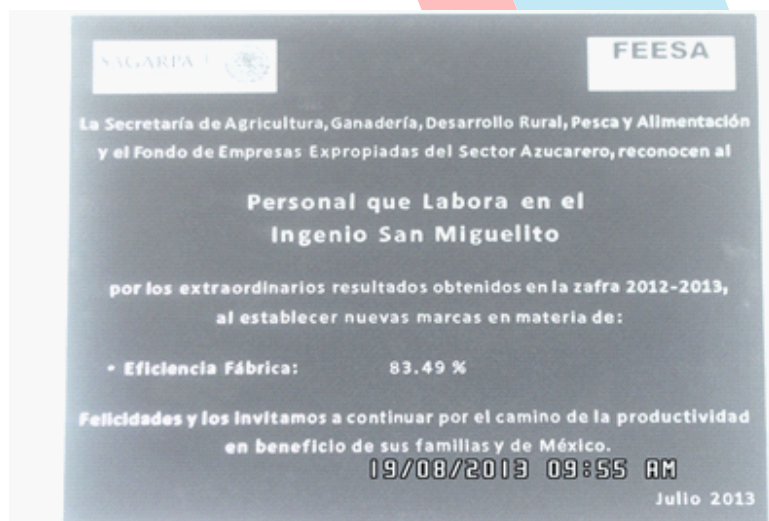 SAGARPA
FEESA
La Secretaría de Agricultura, Ganadería, Desarrollo Rural, Pesca y Alimentación
y el Fondo de Empresas Expropiadas del Sector Azucarero, reconocen al
Personal que Labora en el
Ingenio San Miguelito
por los extraordinarios resultados obtenidos en la zafra 2012-2013,
al establecer nuevas marcas en materia de:
• Eficiencia Fábrica: 83.49 %
Felicidades y los invitamos a continuar por el camino de la productividad
en beneficio de sus familias y de México.
19/08/2013 09:55 AM
Julio 2013